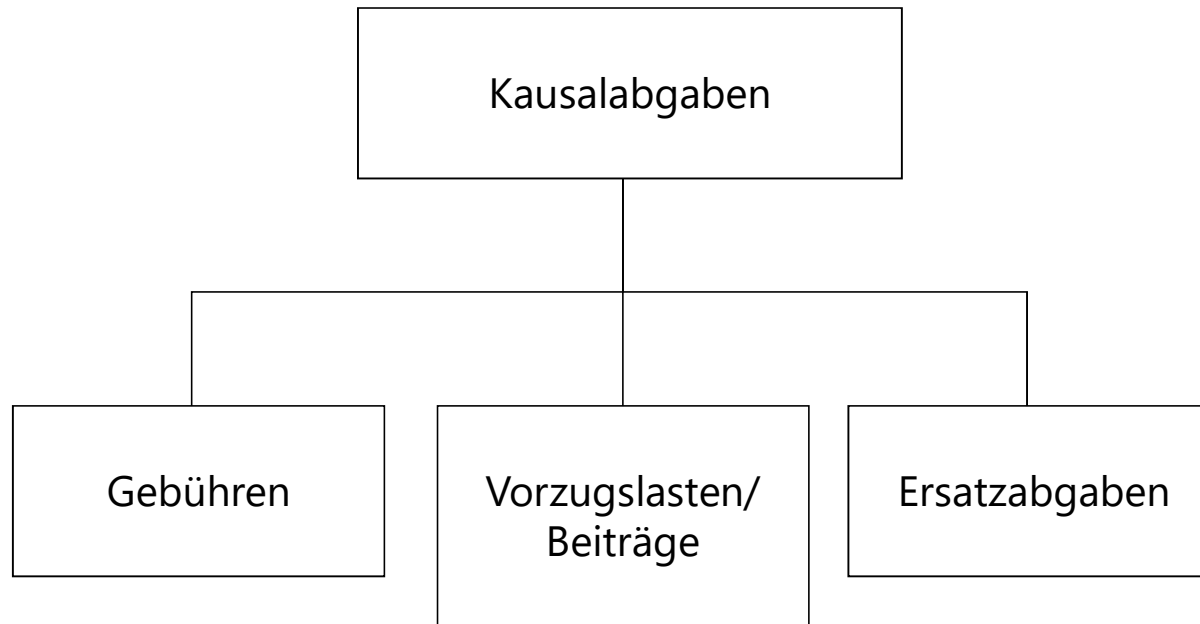 Kausalabgaben
Gebühren
Vorzugslasten/
Beiträge
Ersatzabgaben